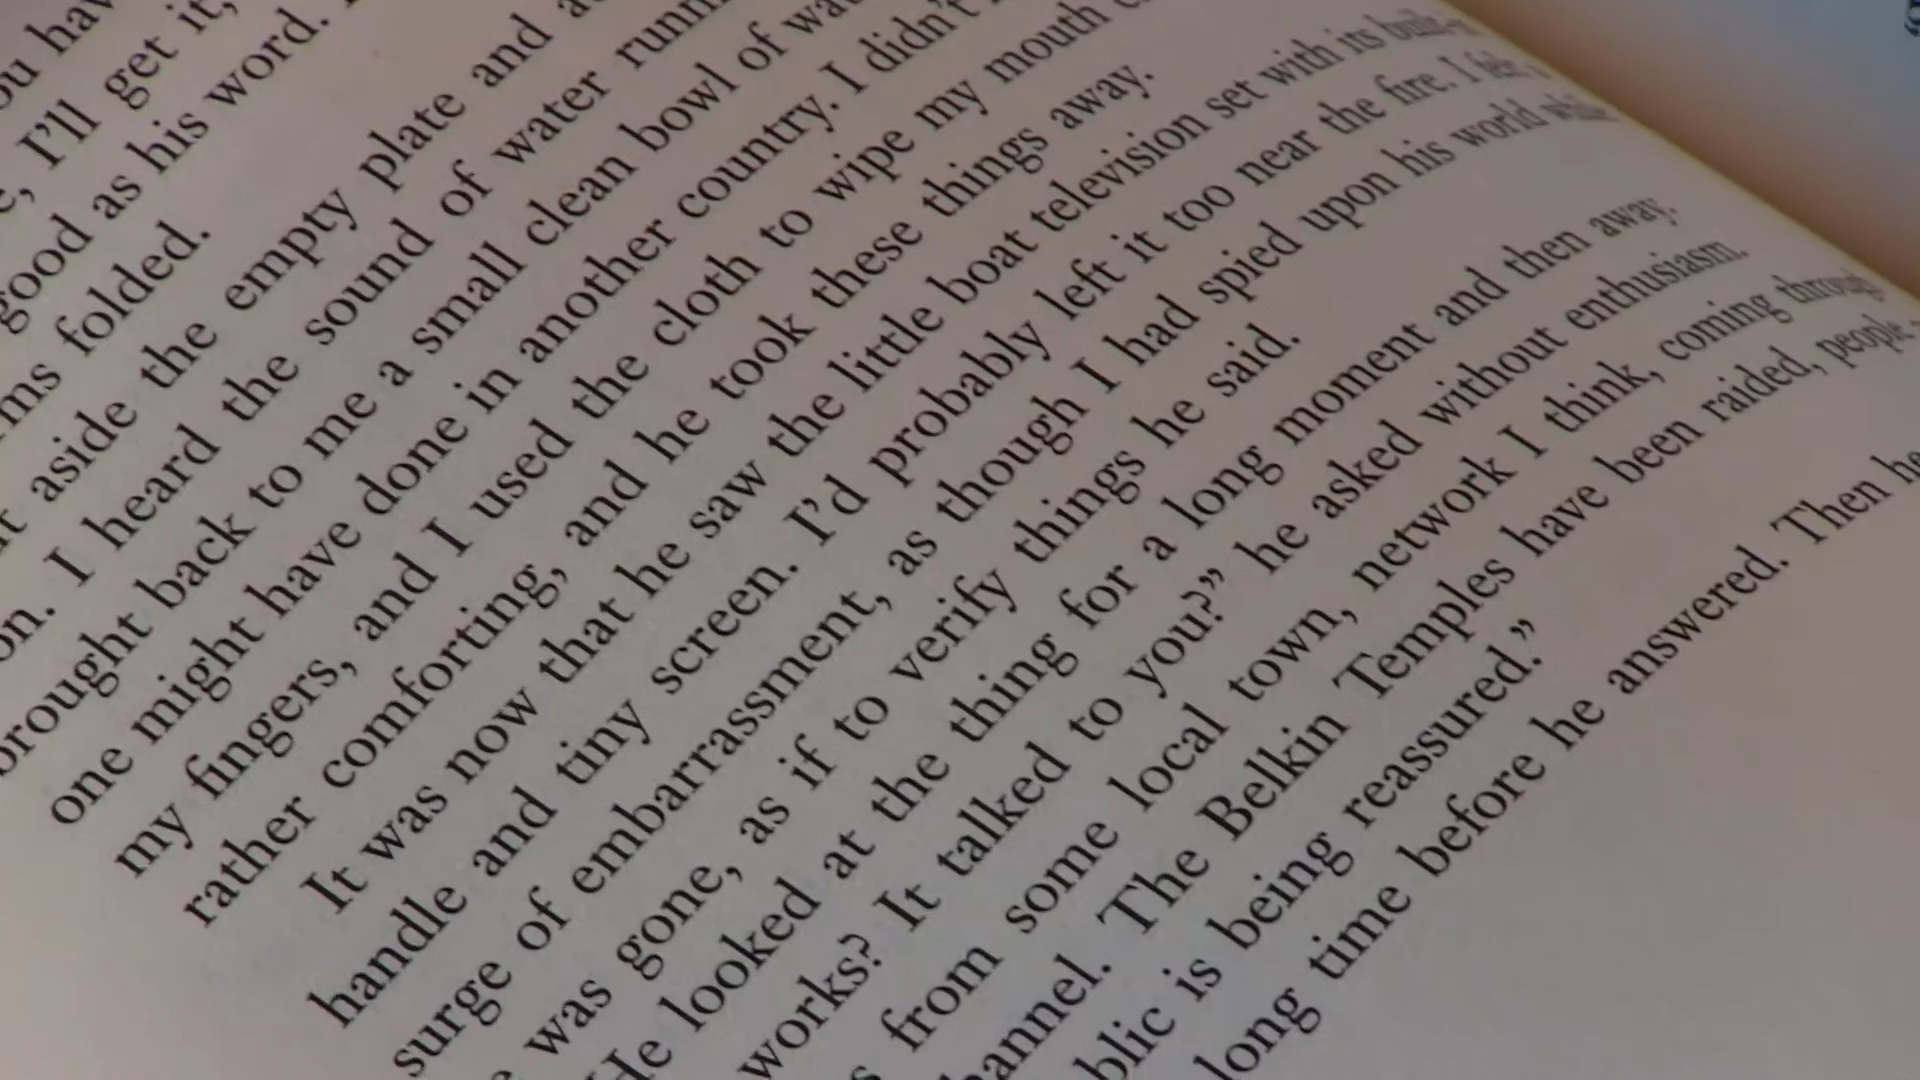 ou hav
e, I'll get it,
good as his word.
ms folded.
aside the empty plate and
on. I heard the sound of water runn
brought back to me a small clean bowl of wa
one might have done in another country. I didn't
my fingers, and I used the cloth to wipe my mouth
rather comforting, and he took these things away.
It was now that he saw the little boat television set with its built-
handle and tiny screen. I'd probably left it too near the fire. I felt
surge of embarrassment, as though I had spied upon his world while
was gone, as if to verify things he said.
He looked at the thing for a long moment and then away.
works? It talked to you?” he asked without enthusiasm.
from some local town, network I think, coming through
hannel. The Belkin Temples have been raided, people
blic is being reassured.”
long time before he answered. Then he